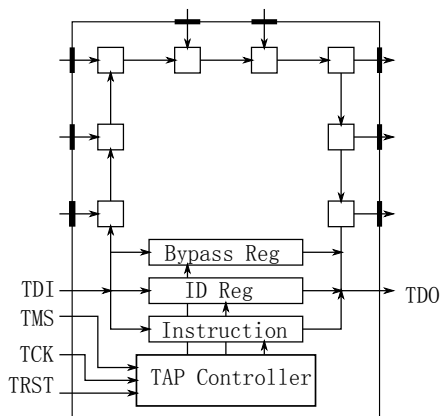 Bypass Reg
TDI
ID Reg
TDO
TMS
Instruction
TCK
TAP Controller
TRST